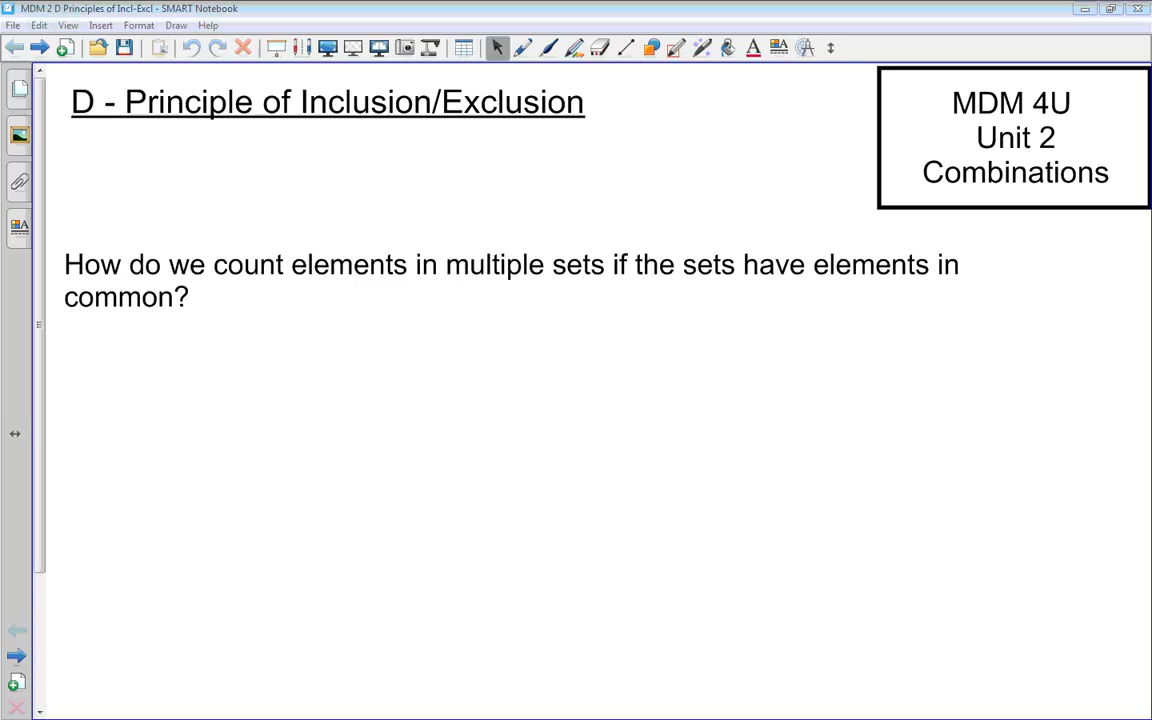 MDM 2 D Principles of Incl-Excl - SMART Notebook
File Edit View Insert Format Draw Help
D - Principle of Inclusion/Exclusion
MDM 4U
Unit 2
Combinations
How do we count elements in multiple sets if the sets have elements in
common?